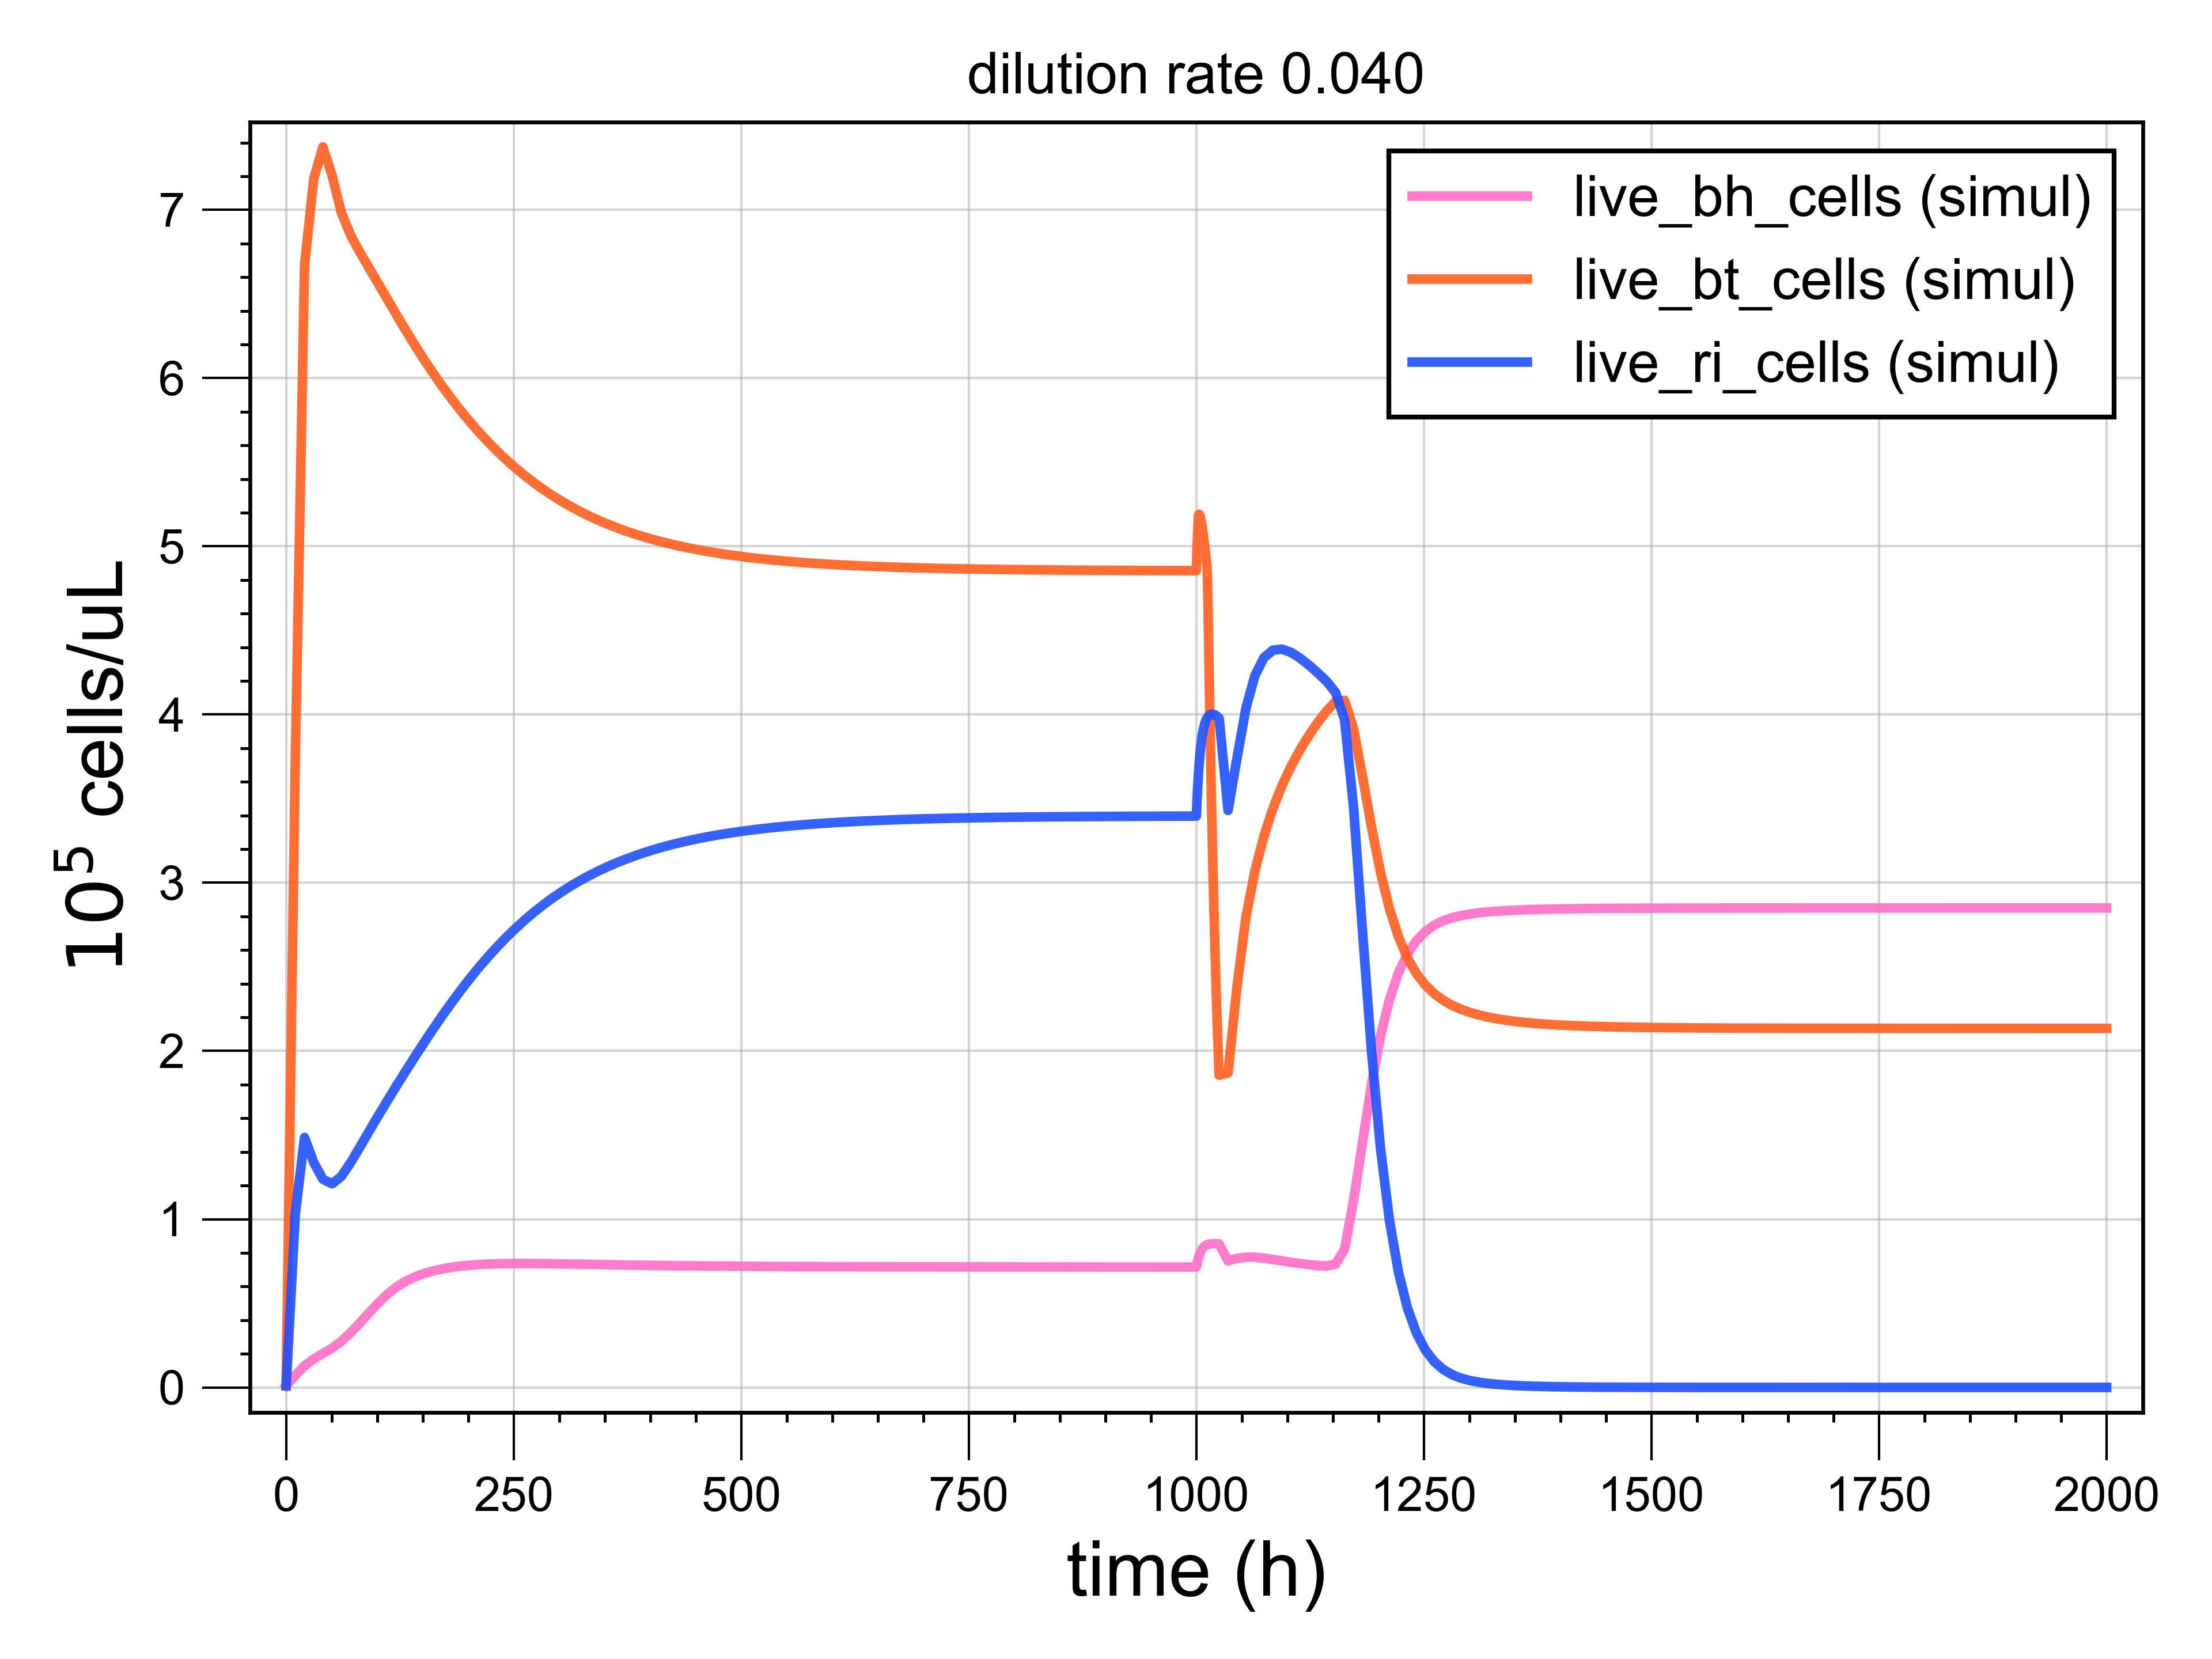 dilution rate 0.040
live_bh_cells (simul)
live_bt_cells (simul)
live_ri_cells (simul)
10⁵ cells/uL
7
6
5
4
3
2
1
0
0 250 500 750 1000 1250 1500 1750 2000
time (h)